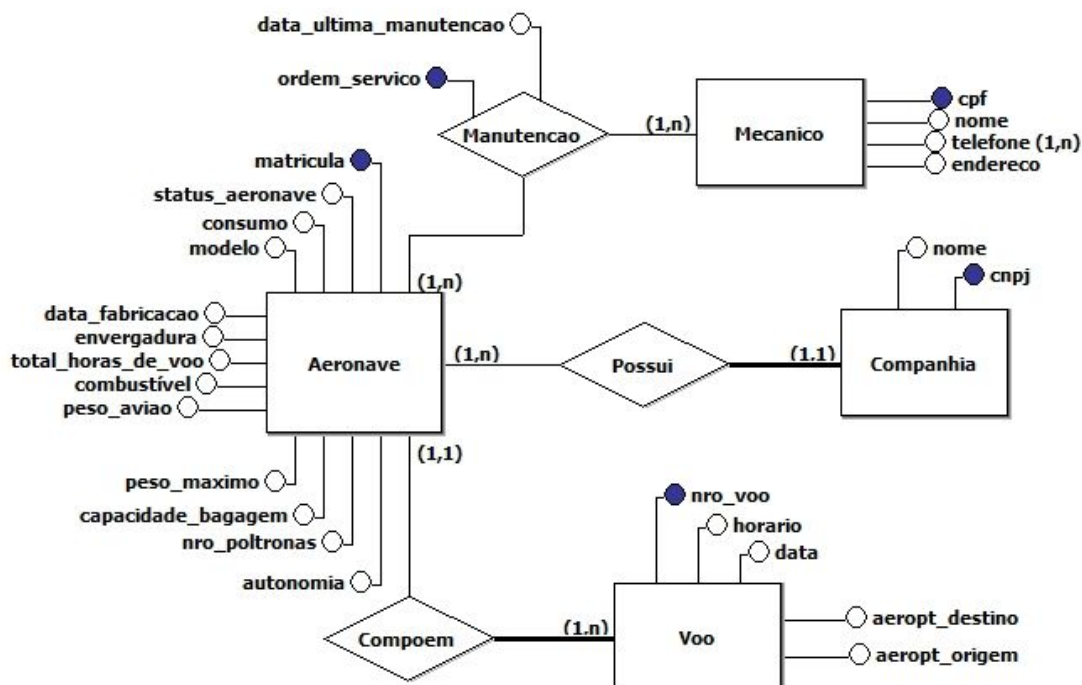 data_ultima_manutencao
ordem_servico
Manutencao
(1,n)
Mecanico
cpf
nome
telefone (1,n)
endereco
matricula
status_aeronave
consumo
modelo
(1,n)
data_fabricacao
envergadura
total_horas_de_voo
combustível
peso_aviao
Aeronave
(1,n)
Possui
(1,1)
Companhia
nome
cnpj
(1,1)
peso_maximo
capacidade_bagagem
nro_poltronas
autonomia
Compoem
(1,n)
Voo
nro_voo
horario
data
aeropt_destino
aeropt_origem